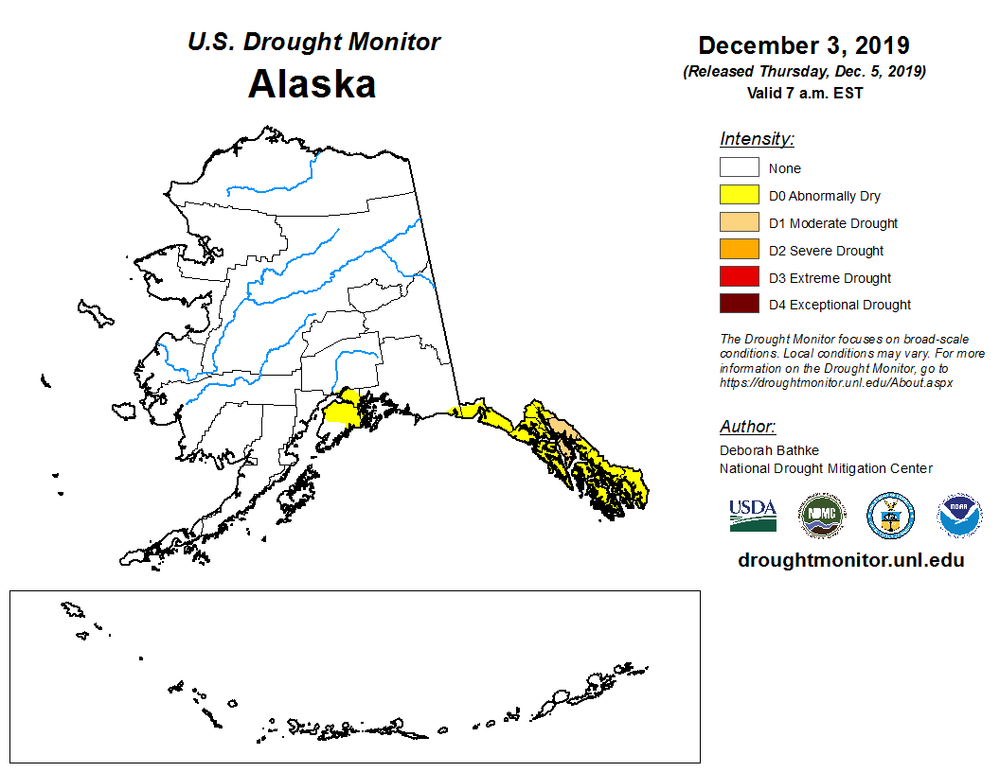 U.S. Drought Monitor
Alaska
December 3, 2019
(Released Thursday, Dec. 5, 2019)
Valid 7 a.m. EST
Intensity:
None
D0 Abnormally Dry
D1 Moderate Drought
D2 Severe Drought
D3 Extreme Drought
D4 Exceptional Drought
The Drought Monitor focuses on broad-scale
conditions. Local conditions may vary. For more
information on the Drought Monitor, go to
https://droughtmonitor.unl.edu/About.aspx
Author:
Deborah Bathke
National Drought Mitigation Center
USDA
NDMC
NOAA
droughtmonitor.unl.edu